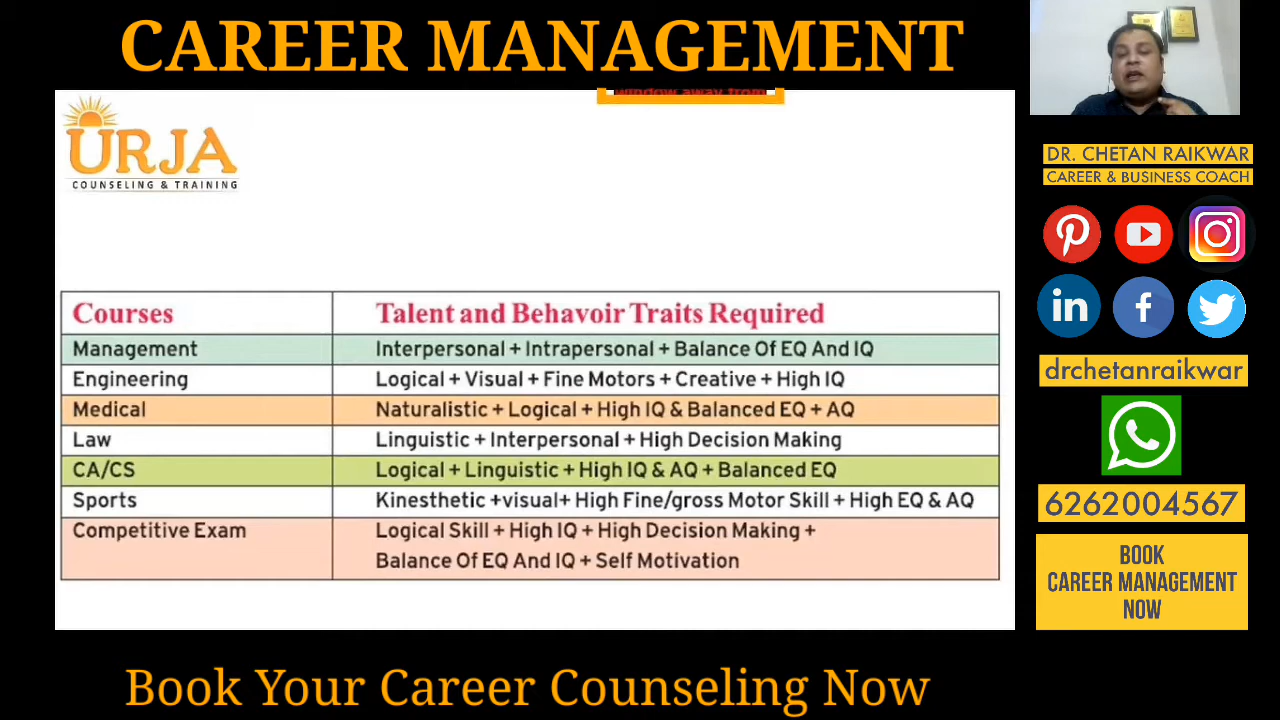 CAREER MANAGEMENT
window away from
URJA
COUNSELING & TRAINING
Courses Talent and Behavoir Traits Required
Management Interpersonal + Intrapersonal + Balance Of EQ And IQ
Engineering Logical + Visual + Fine Motors + Creative + High IQ
Medical Naturalistic + Logical + High IQ & Balanced EQ + AQ
Law Linguistic + Interpersonal + High Decision Making
CA/CS Logical + Linguistic + High IQ & AQ + Balanced EQ
Sports Kinesthetic +visual+ High Fine/gross Motor Skill + High EQ & AQ
Competitive Exam Logical Skill + High IQ + High Decision Making +
Balance Of EQ And IQ + Self Motivation
DR. CHETAN RAIKWAR
CAREER & BUSINESS COACH
drchetanraikwar
6262004567
BOOK
CAREER MANAGEMENT
NOW
Book Your Career Counseling Now